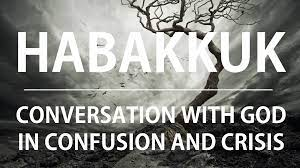 HABAKKUK
CONVERSATION WITH GOD
IN CONFUSION AND CRISIS